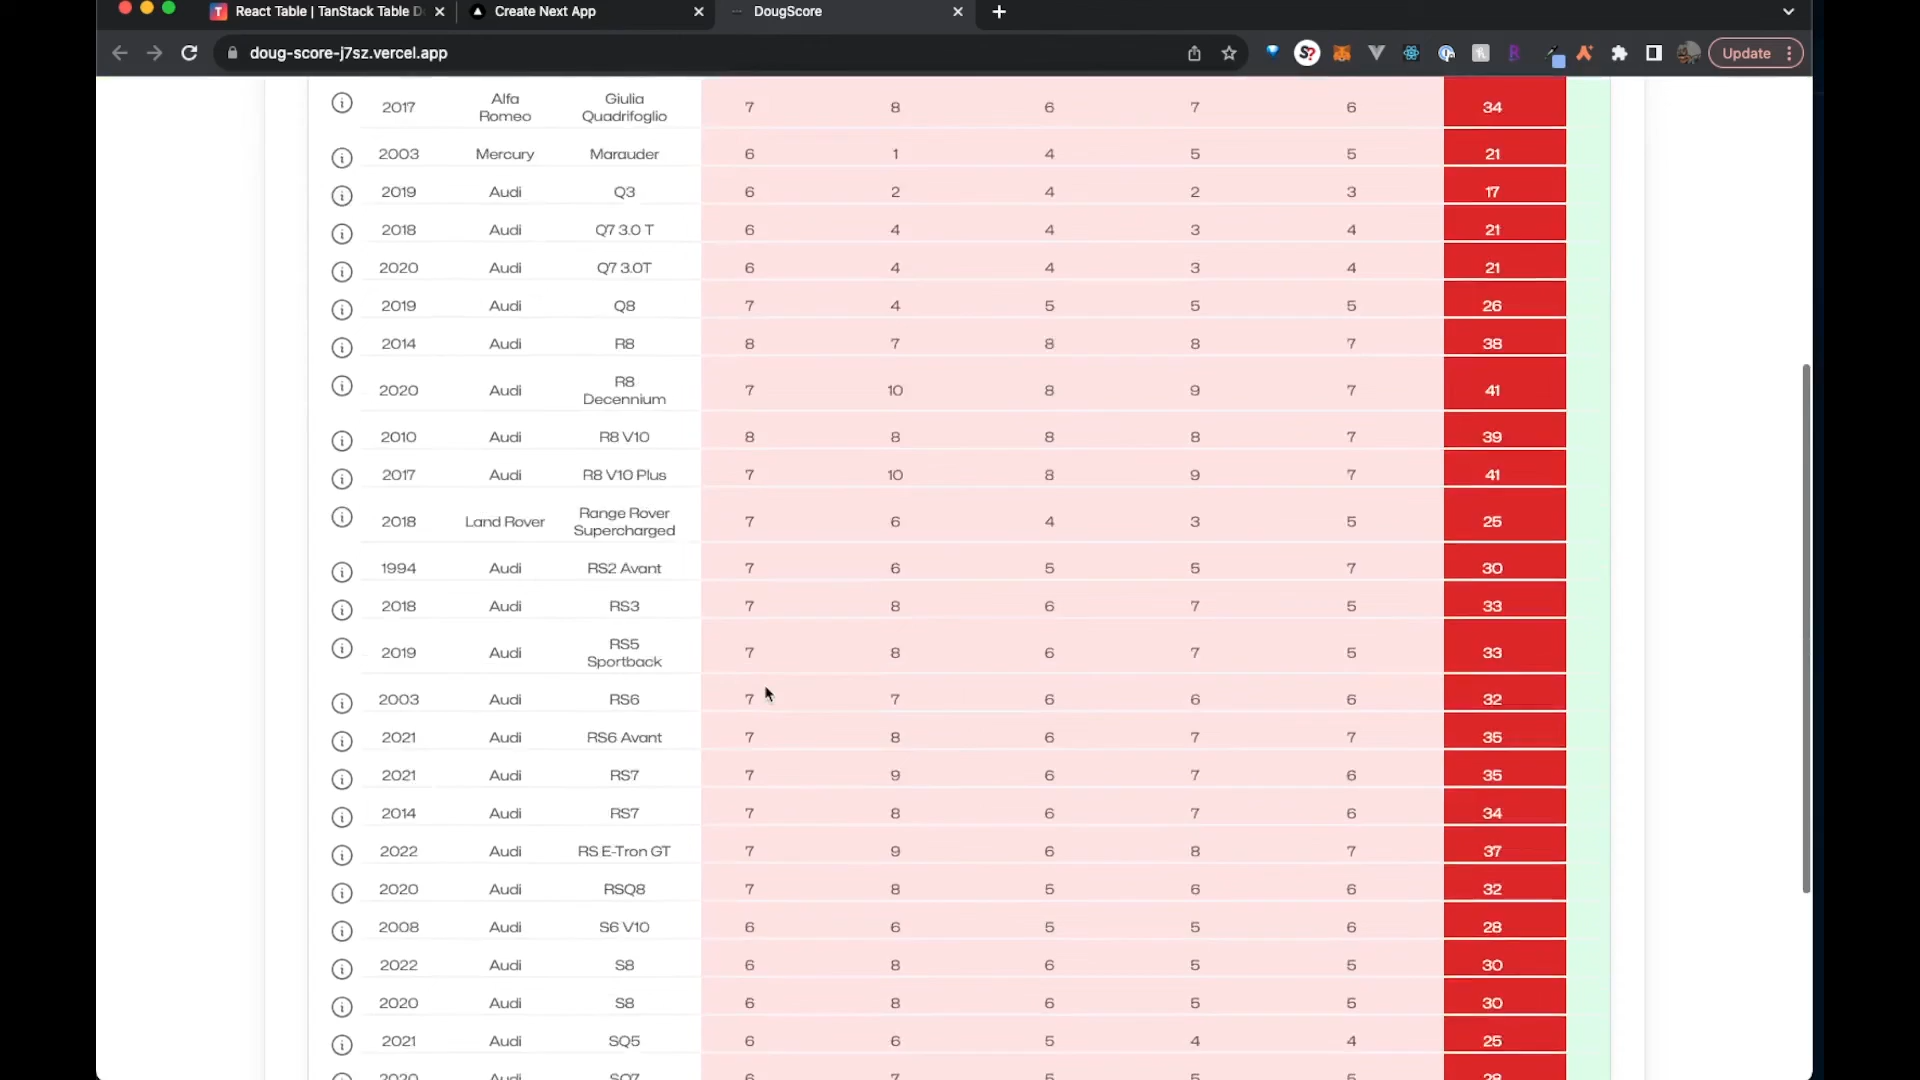 React Table | TanStack Table D
Create Next App
DougScore
doug-score-j7sz.vercel.app
Update
2017 Alfa Romeo Giulia Quadrifoglio 7 8 6 7 6 34
2003 Mercury Marauder 6 1 4 5 5 21
2019 Audi Q3 6 2 4 2 3 17
2018 Audi Q7 3.0 T 6 4 4 3 4 21
2020 Audi Q7 3.0T 6 4 4 3 4 21
2019 Audi Q8 7 4 5 5 5 26
2014 Audi R8 8 7 8 8 7 38
2020 Audi R8 Decennium 7 10 8 9 7 41
2010 Audi R8 V10 8 8 8 8 7 39
2017 Audi R8 V10 Plus 7 10 8 9 7 41
2018 Land Rover Range Rover Supercharged 7 6 4 3 5 25
1994 Audi RS2 Avant 7 6 5 5 7 30
2018 Audi RS3 7 8 6 7 5 33
2019 Audi RS5 Sportback 7 8 6 7 5 33
2003 Audi RS6 7 7 6 6 6 32
2021 Audi RS6 Avant 7 8 6 7 7 35
2021 Audi RS7 7 9 6 7 6 35
2014 Audi RS7 7 8 6 7 6 34
2022 Audi RS E-Tron GT 7 9 6 8 7 37
2020 Audi RSQ8 7 8 5 6 6 32
2008 Audi S6 V10 6 6 5 5 6 28
2022 Audi S8 6 8 6 5 5 30
2020 Audi S8 6 8 6 5 5 30
2021 Audi SQ5 6 6 5 4 4 25
2020 Audi SQ7 6 7 5 5 5 28